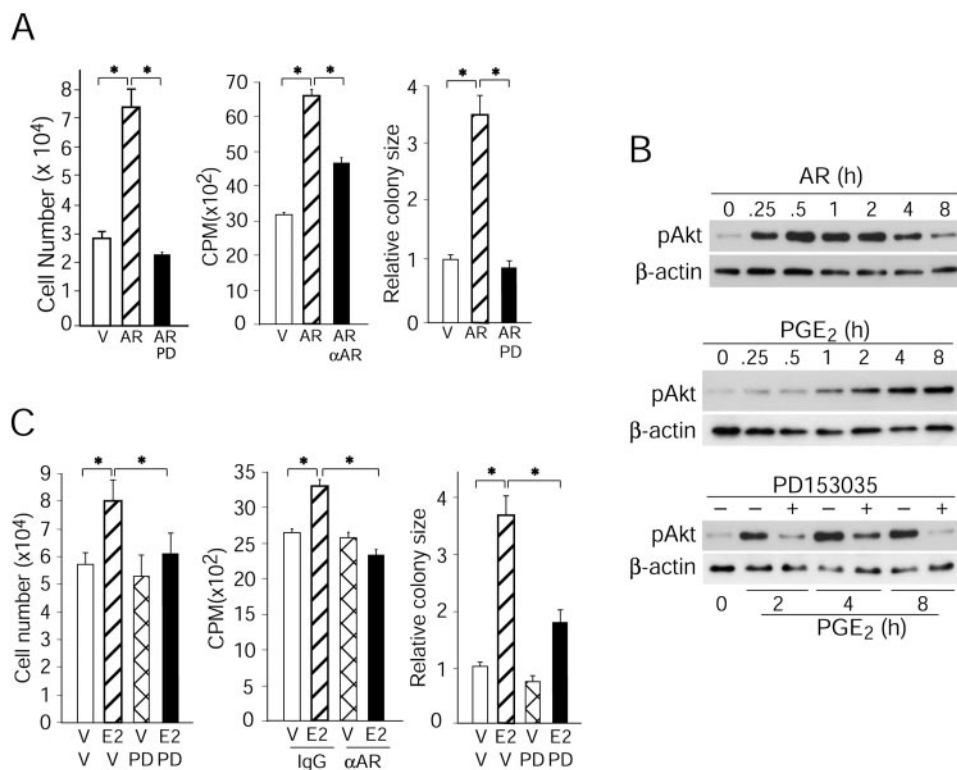 A
* *
Cell Number (x 10⁴)
8
7
6
5
4
3
2
1
0
V AR AR
PD
* *
CPM(x10²)
70
60
50
40
30
20
10
0
V AR AR
αAR
* *
Relative colony size
4
3
2
1
0
V AR AR
PD
B
AR (h)
0 .25 .5 1 2 4 8
pAkt
β-actin
PGE₂ (h)
0 .25 .5 1 2 4 8
pAkt
β-actin
PD153035
− − + − + − +
pAkt
β-actin
0 2 4 8
PGE₂ (h)
C
* *
Cell number (x10⁴)
9
8
7
6
5
4
3
2
1
0
V E2 V E2
V V PD PD
* *
CPM(x10²)
35
30
25
20
15
10
5
0
V E2 V E2
IgG αAR
* *
Relative colony size
4
3
2
1
0
V E2 V E2
V V PD PD